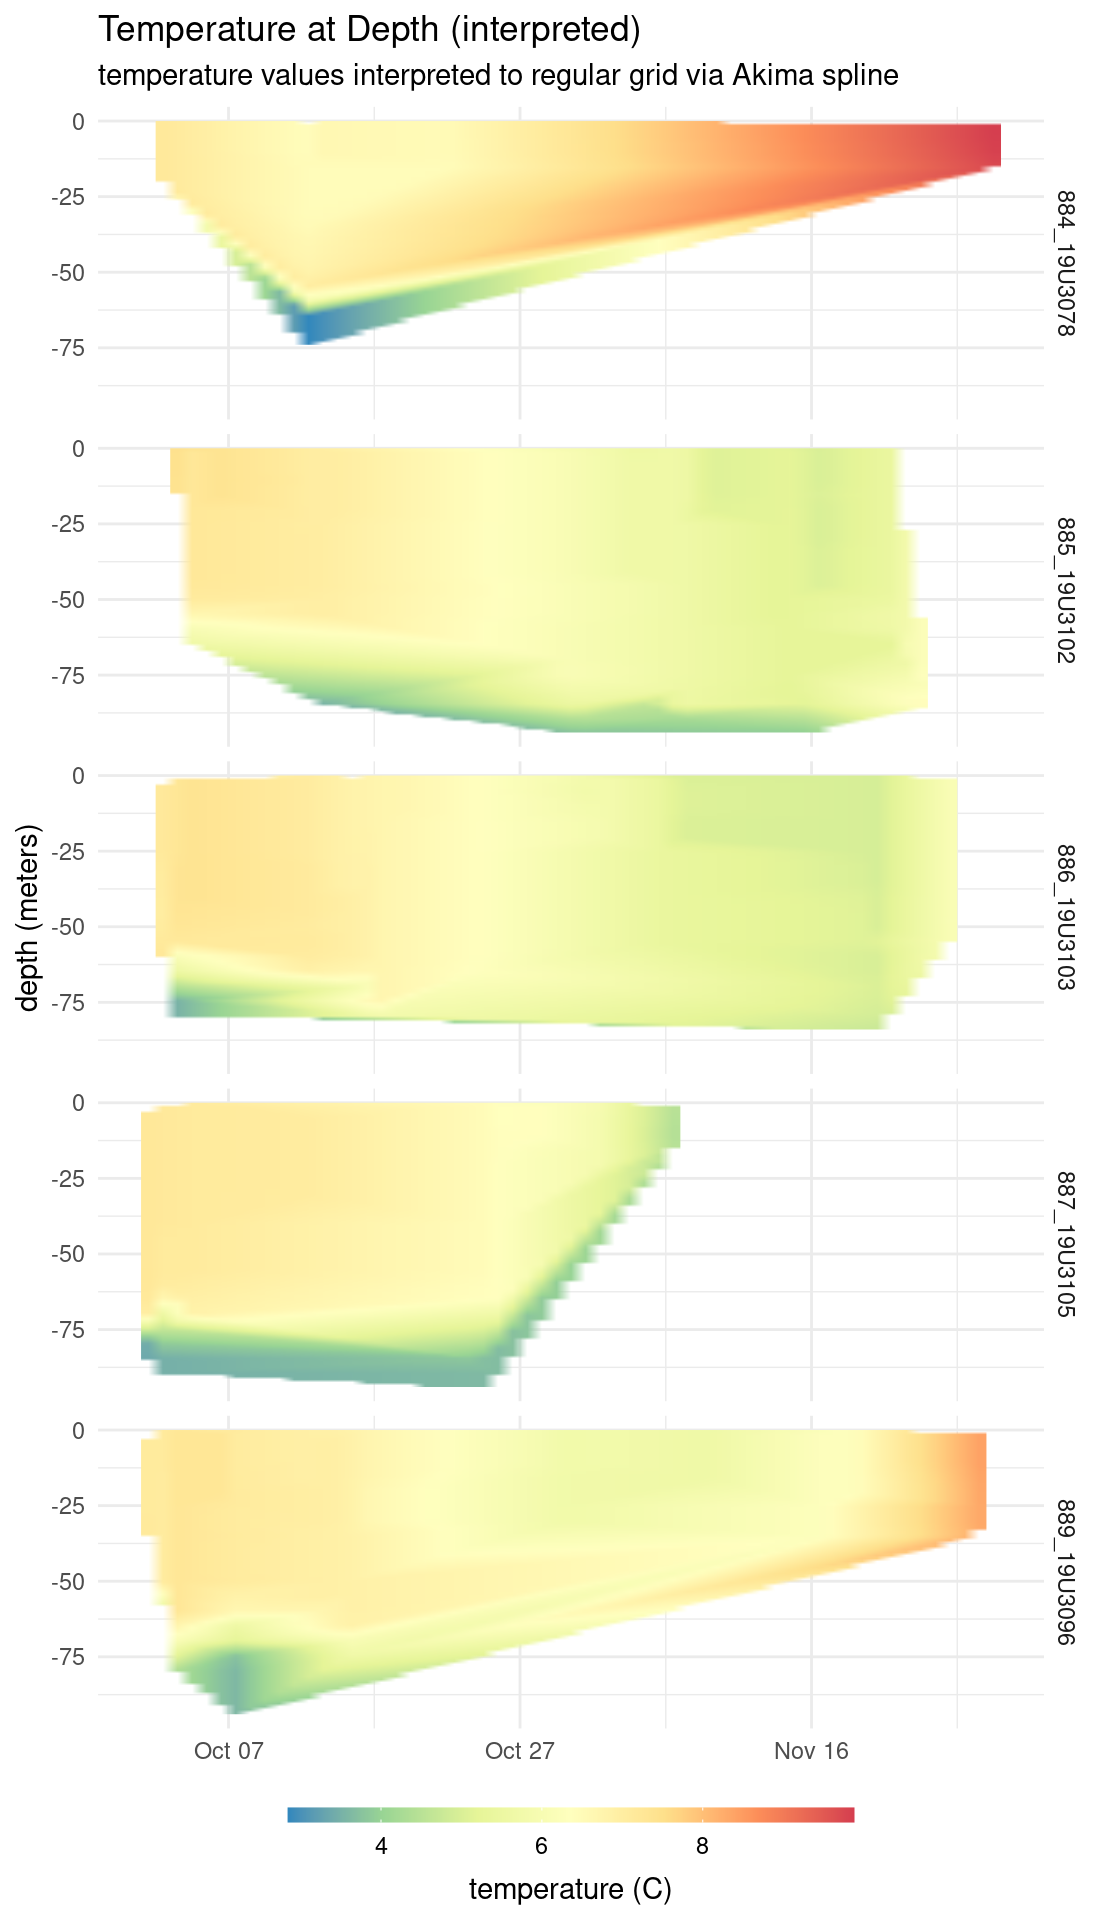 Temperature at Depth (interpreted)
temperature values interpreted to regular grid via Akima spline
0
-25
-50
-75
884_19U3078
0
-25
-50
-75
885_19U3102
0
-25
-50
-75
886_19U3103
depth (meters)
0
-25
-50
-75
887_19U3105
0
-25
-50
-75
889_19U3096
Oct 07 Oct 27 Nov 16
4 6 8
temperature (C)